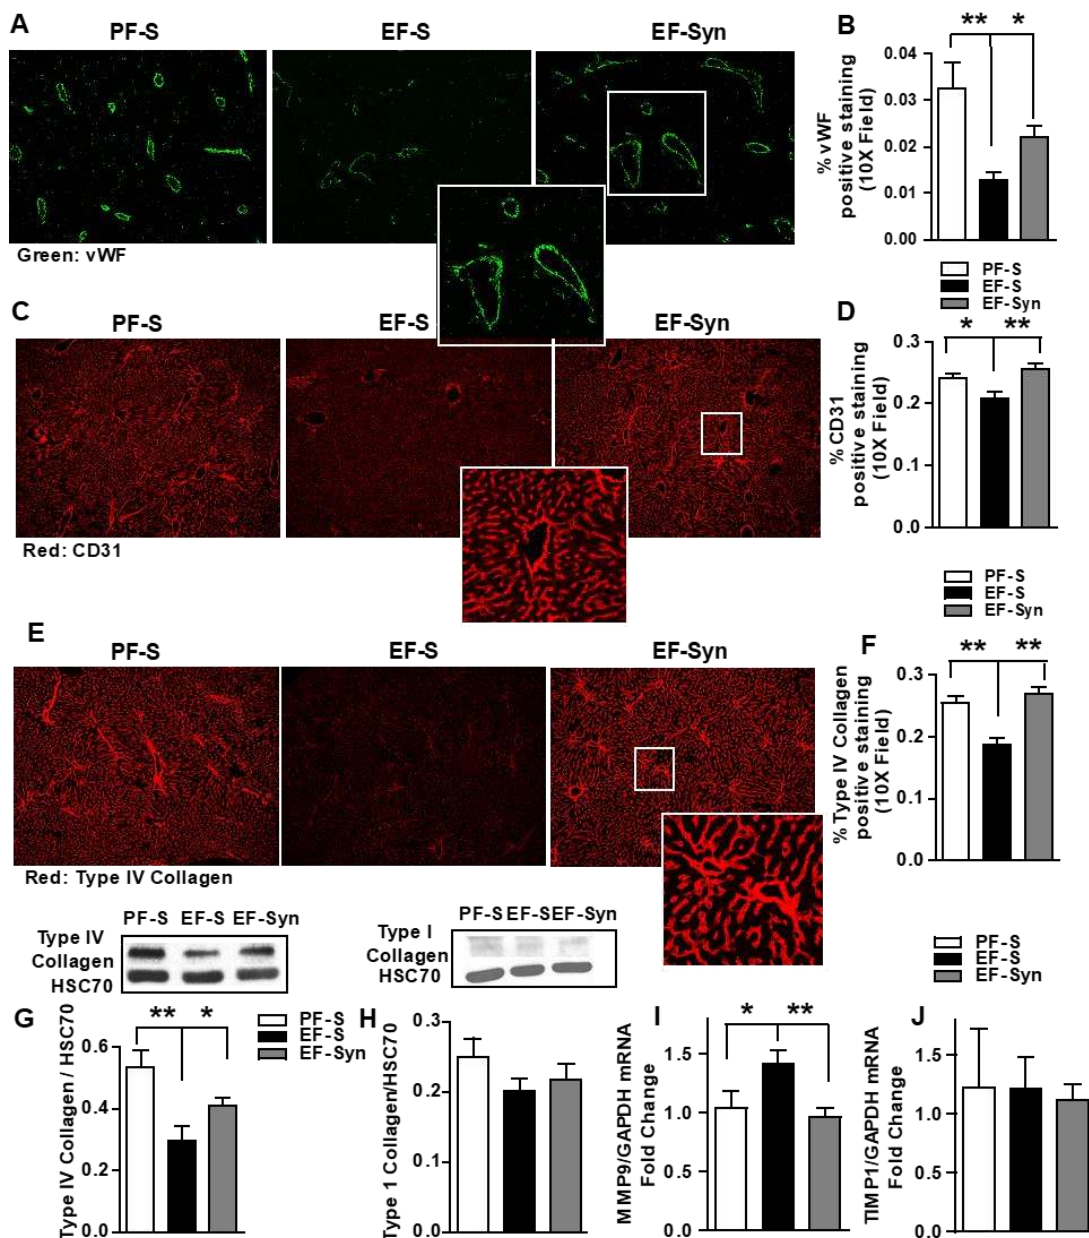 A
PF-S
EF-S
EF-Syn
Green: vWF
B
** *
% vWF
positive staining
(10X Field)
0.04
0.03
0.02
0.01
0.00
PF-S
EF-S
EF-Syn
C
PF-S
EF-S
EF-Syn
Red: CD31
D
* **
% CD31
positive staining
(10X Field)
0.3
0.2
0.1
0.0
PF-S
EF-S
EF-Syn
E
PF-S
EF-S
EF-Syn
Red: Type IV Collagen
F
** **
% Type IV Collagen
positive staining
(10X Field)
0.3
0.2
0.1
0.0
PF-S
EF-S
EF-Syn
PF-S EF-S EF-Syn
Type IV
Collagen
HSC70
PF-S EF-S EF-Syn
Type I
Collagen
HSC70
G
** *
Type IV Collagen / HSC70
0.6
0.4
0.2
0.0
PF-S
EF-S
EF-Syn
H
Type 1 Collagen/HSC70
0.3
0.2
0.1
0.0
I
* **
MMP9/GAPDH mRNA
Fold Change
1.5
1.0
0.5
0.0
J
TIMP1/GAPDH mRNA
Fold Change
1.5
1.0
0.5
0.0